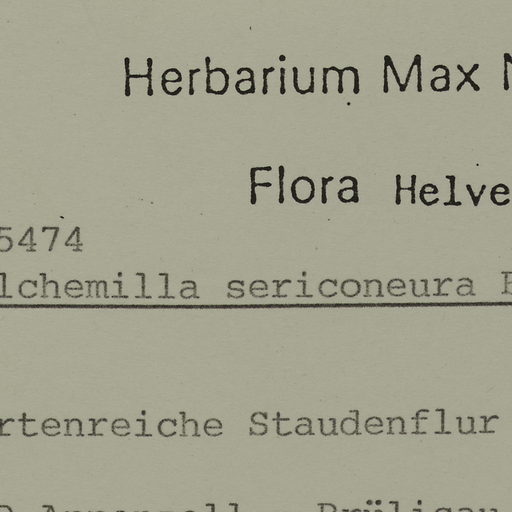 Herbarium Max
Flora Helve
5474
lchemilla sericoneura
rtenreiche Staudenflur